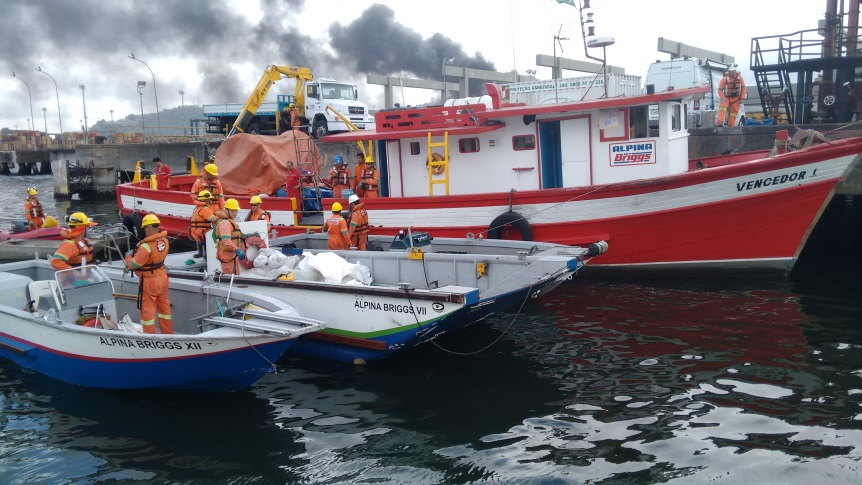 ALPINA
Briggs
VENCEDOR I
ALPINA BRIGGS VII
ALPINA BRIGGS XII